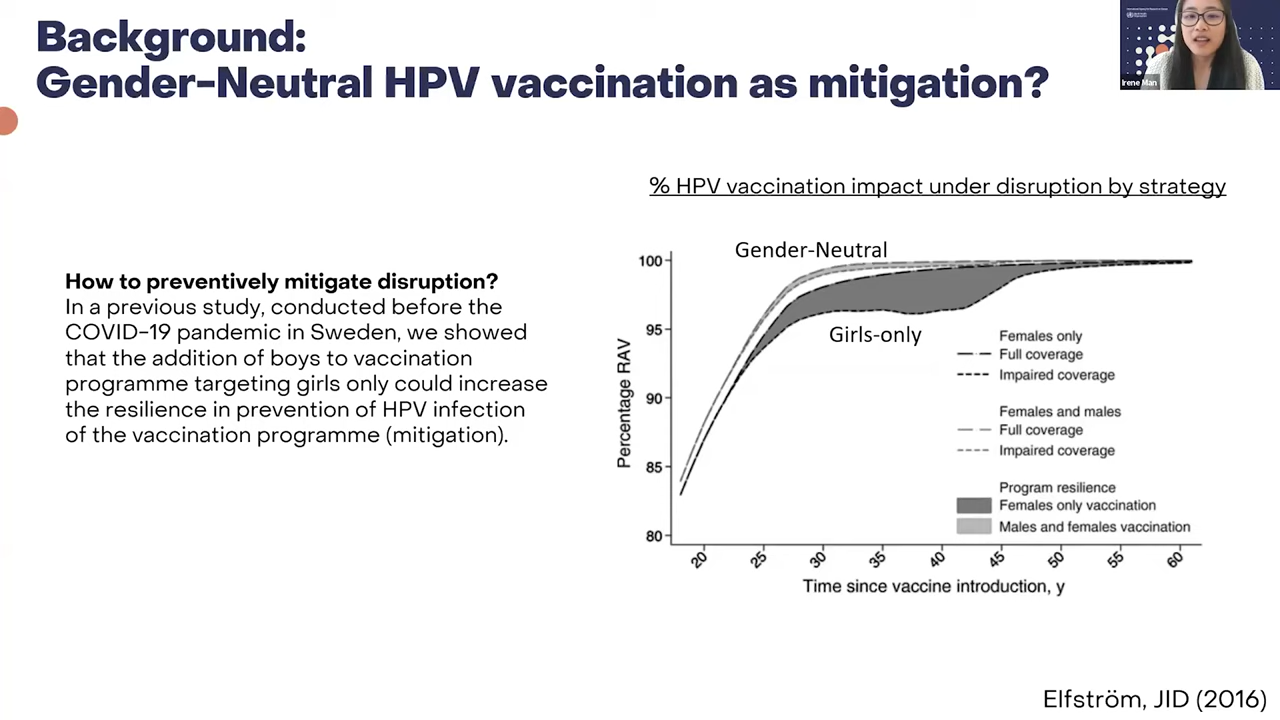 Background:
Gender-Neutral HPV vaccination as mitigation?
Irene Man
% HPV vaccination impact under disruption by strategy
How to preventively mitigate disruption?
In a previous study, conducted before the
COVID-19 pandemic in Sweden, we showed
that the addition of boys to vaccination
programme targeting girls only could increase
the resilience in prevention of HPV infection
of the vaccination programme (mitigation).
Gender-Neutral
Girls-only
Percentage RAV
100
95
90
85
80
20 25 30 35 40 45 50 55 60
Time since vaccine introduction, y
Females only
Full coverage
Impaired coverage
Females and males
Full coverage
Impaired coverage
Program resilience
Females only vaccination
Males and females vaccination
Elfström, JID (2016)